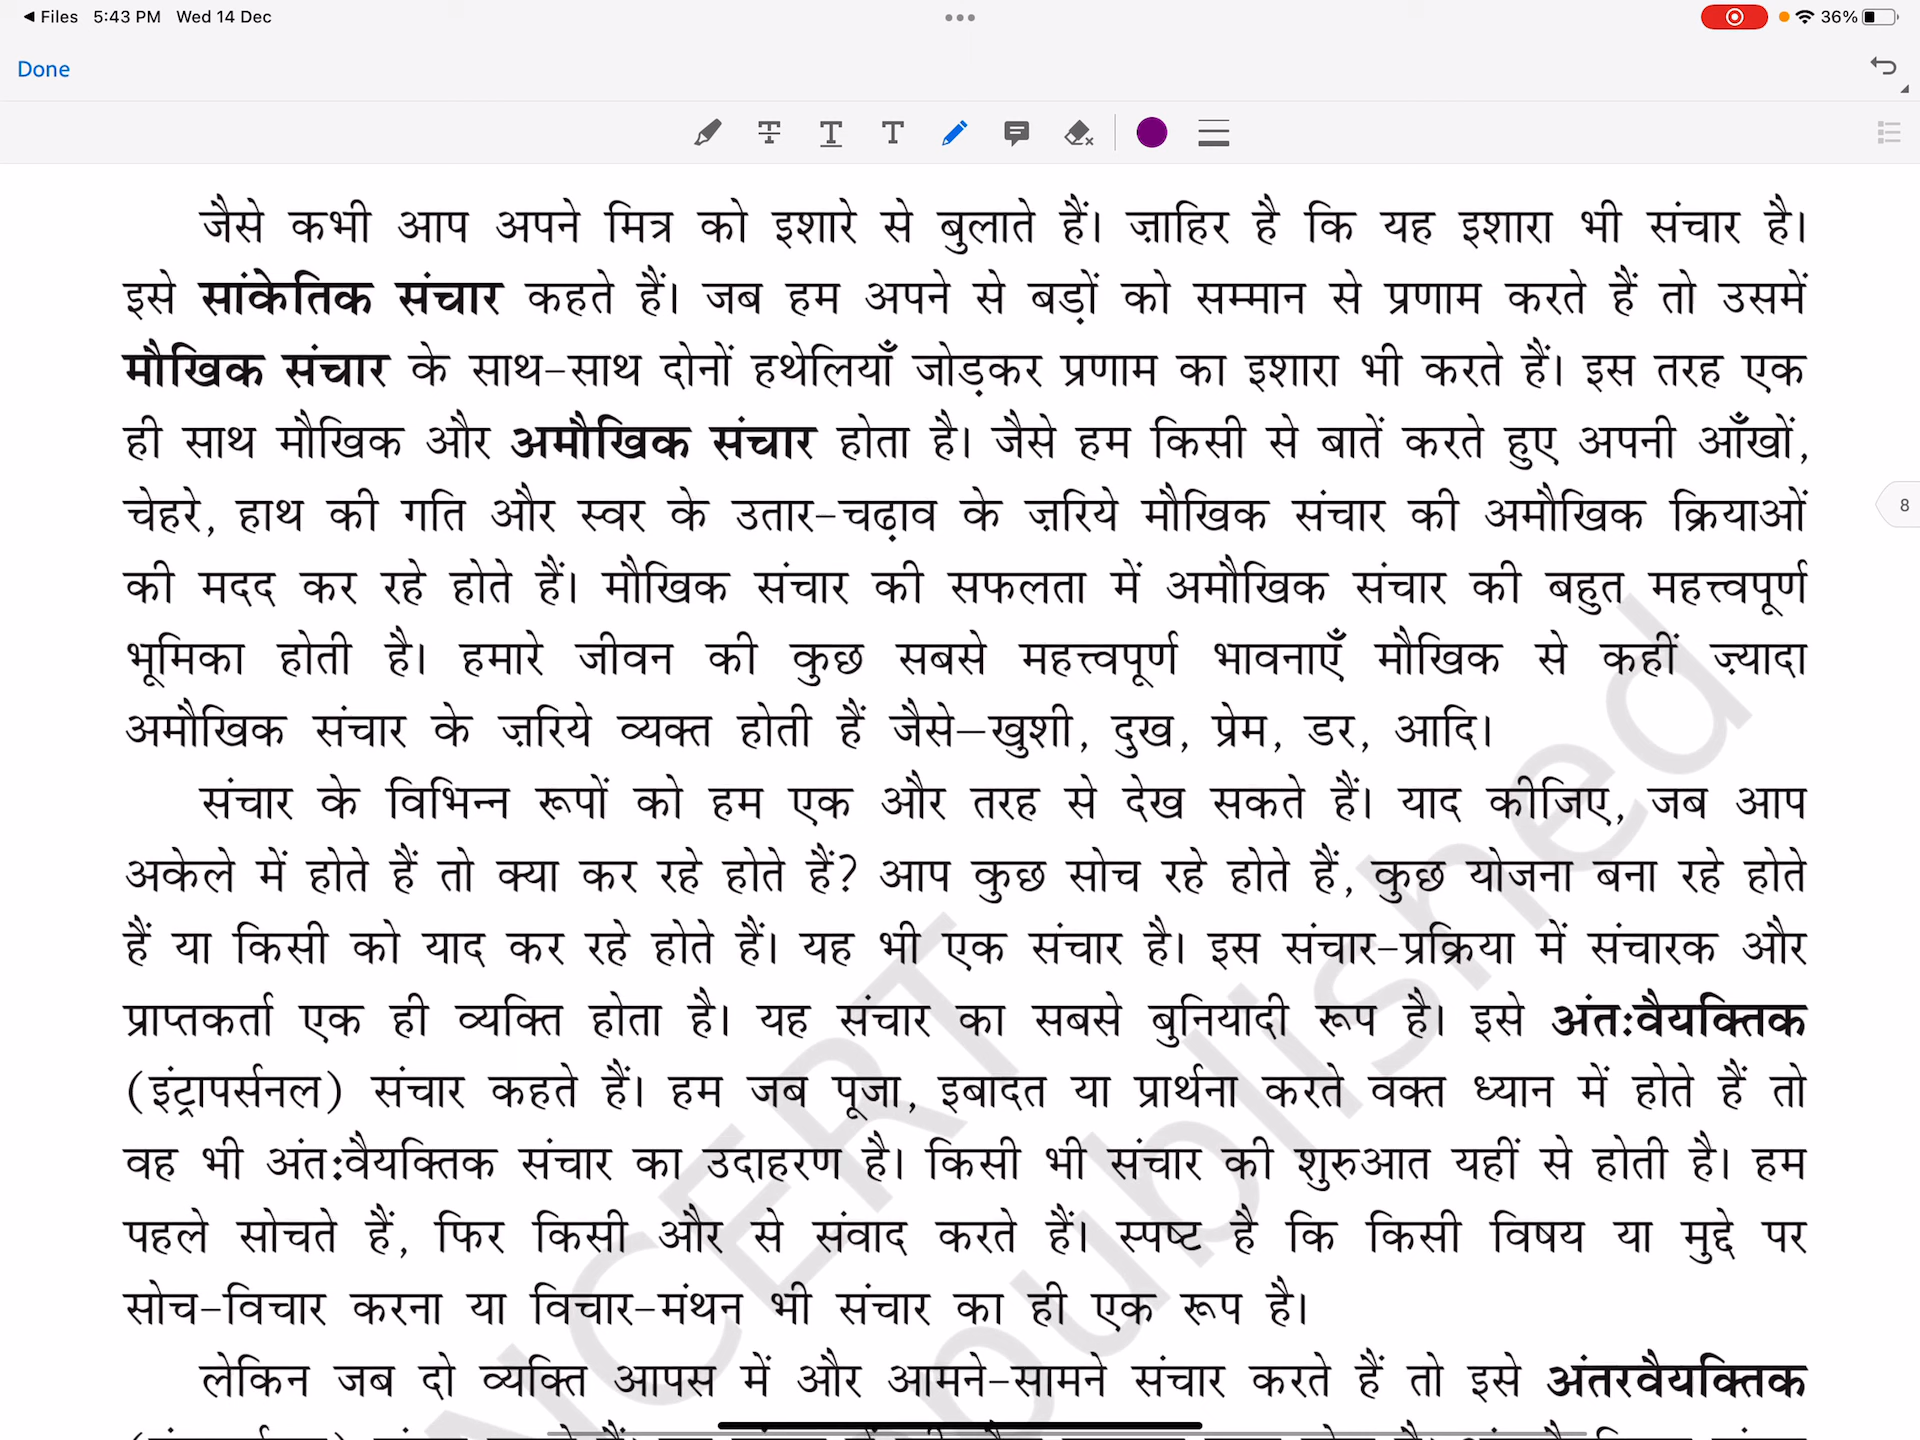 Files 5:43 PM Wed 14 Dec
36%
Done
जैसे कभी आप अपने मित्र को इशारे से बुलाते हैं। ज़ाहिर है कि यह इशारा भी संचार है।
इसे सांकेतिक संचार कहते हैं। जब हम अपने से बड़ों को सम्मान से प्रणाम करते हैं तो उसमें
मौखिक संचार के साथ-साथ दोनों हथेलियाँ जोड़कर प्रणाम का इशारा भी करते हैं। इस तरह एक
ही साथ मौखिक और अमौखिक संचार होता है। जैसे हम किसी से बातें करते हुए अपनी आँखों,
चेहरे, हाथ की गति और स्वर के उतार-चढ़ाव के ज़रिये मौखिक संचार की अमौखिक क्रियाओं
8
की मदद कर रहे होते हैं। मौखिक संचार की सफलता में अमौखिक संचार की बहुत महत्त्वपूर्ण
भूमिका होती है। हमारे जीवन की कुछ सबसे महत्त्वपूर्ण भावनाएँ मौखिक से कहीं ज़्यादा
अमौखिक संचार के ज़रिये व्यक्त होती हैं जैसे—खुशी, दुख, प्रेम, डर, आदि।
संचार के विभिन्न रूपों को हम एक और तरह से देख सकते हैं। याद कीजिए, जब आप
अकेले में होते हैं तो क्या कर रहे होते हैं? आप कुछ सोच रहे होते हैं, कुछ योजना बना रहे होते
हैं या किसी को याद कर रहे होते हैं। यह भी एक संचार है। इस संचार-प्रक्रिया में संचारक और
प्राप्तकर्ता एक ही व्यक्ति होता है। यह संचार का सबसे बुनियादी रूप है। इसे अंतःवैयक्तिक
(इंट्रापर्सनल) संचार कहते हैं। हम जब पूजा, इबादत या प्रार्थना करते वक्त ध्यान में होते हैं तो
वह भी अंतःवैयक्तिक संचार का उदाहरण है। किसी भी संचार की शुरुआत यहीं से होती है। हम
पहले सोचते हैं, फिर किसी और से संवाद करते हैं। स्पष्ट है कि किसी विषय या मुद्दे पर
सोच-विचार करना या विचार-मंथन भी संचार का ही एक रूप है।
लेकिन जब दो व्यक्ति आपस में और आमने-सामने संचार करते हैं तो इसे अंतरवैयक्तिक
NCERT
published